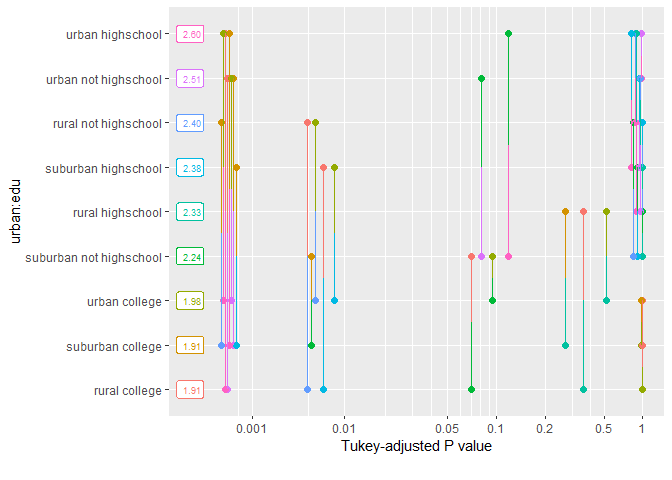 urban highschool 2.60
urban not highschool 2.51
rural not highschool 2.40
suburban highschool 2.38
rural highschool 2.33
suburban not highschool 2.24
urban college 1.98
suburban college 1.91
rural college 1.91
urban:edu
0.001 0.01 0.05 0.1 0.2 0.5 1
Tukey-adjusted P value